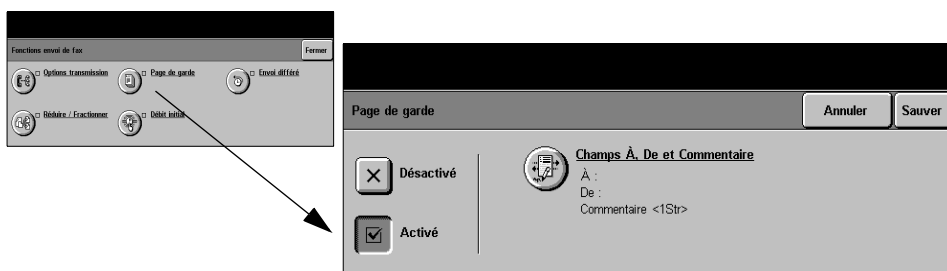 Fonctions envoi de fax
Fermer
Options transmission
Page de garde
Envoi différé
Réduire / Fractionner
Débit initial
Page de garde
Annuler
Sauver
Désactivé
Activé
Champs À, De et Commentaire
À :
De :
Commentaire <1Str>